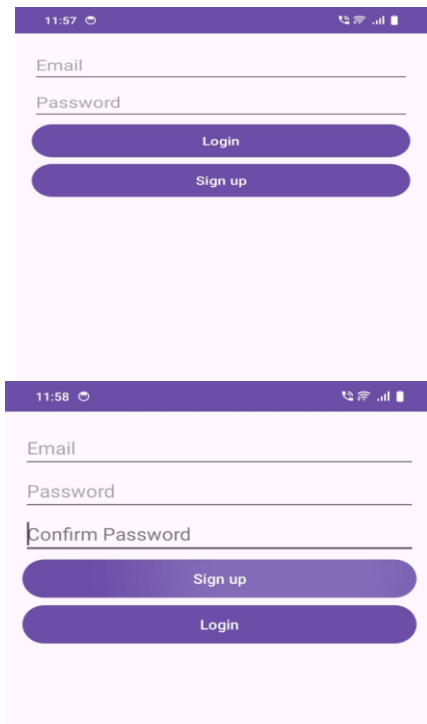 11:57
Email
Password
Login
Sign up
11:58
Email
Password
Confirm Password
Sign up
Login